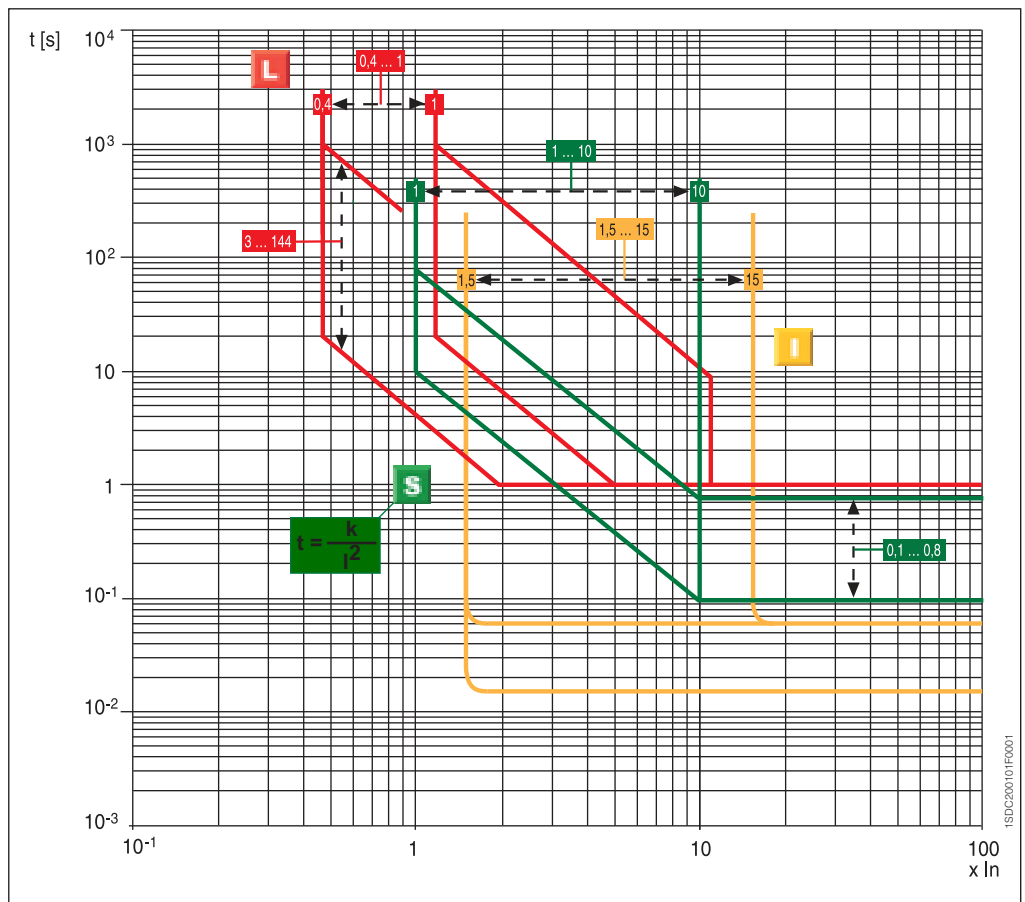 t [s]
10⁴
10³
10²
10
1
10⁻¹
10⁻²
10⁻³
L
0,4 ... 1
0,4
1
1 ... 10
1
10
3 ... 144
1,5 ... 15
1,5
15
I
S
t = k
I²
0,1 ... 0,8
10⁻¹
1
10
100
x In
1SDC200101F0001